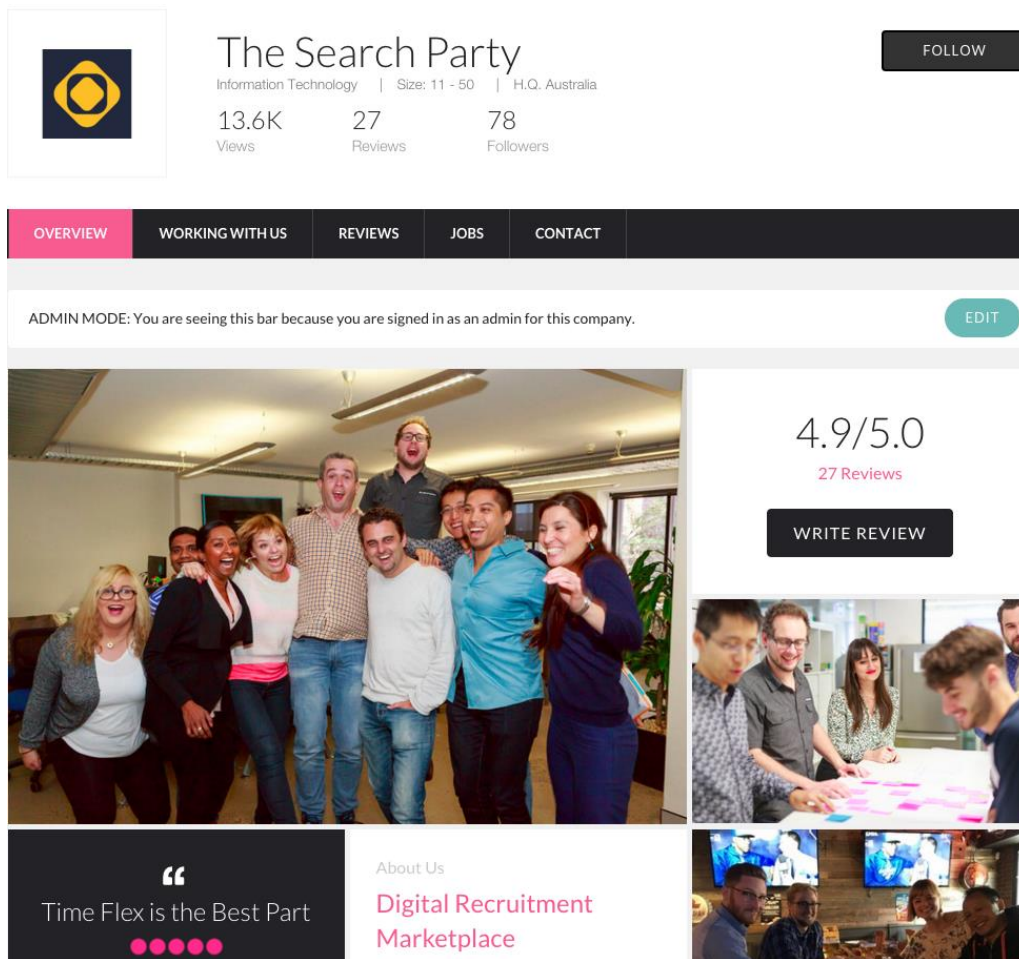 The Search Party
FOLLOW
Information Technology | Size: 11 - 50 | H.Q. Australia
13.6K 27 78
Views Reviews Followers
OVERVIEW WORKING WITH US REVIEWS JOBS CONTACT
ADMIN MODE: You are seeing this bar because you are signed in as an admin for this company.
EDIT
4.9/5.0
27 Reviews
WRITE REVIEW
“
Time Flex is the Best Part
About Us
Digital Recruitment
Marketplace